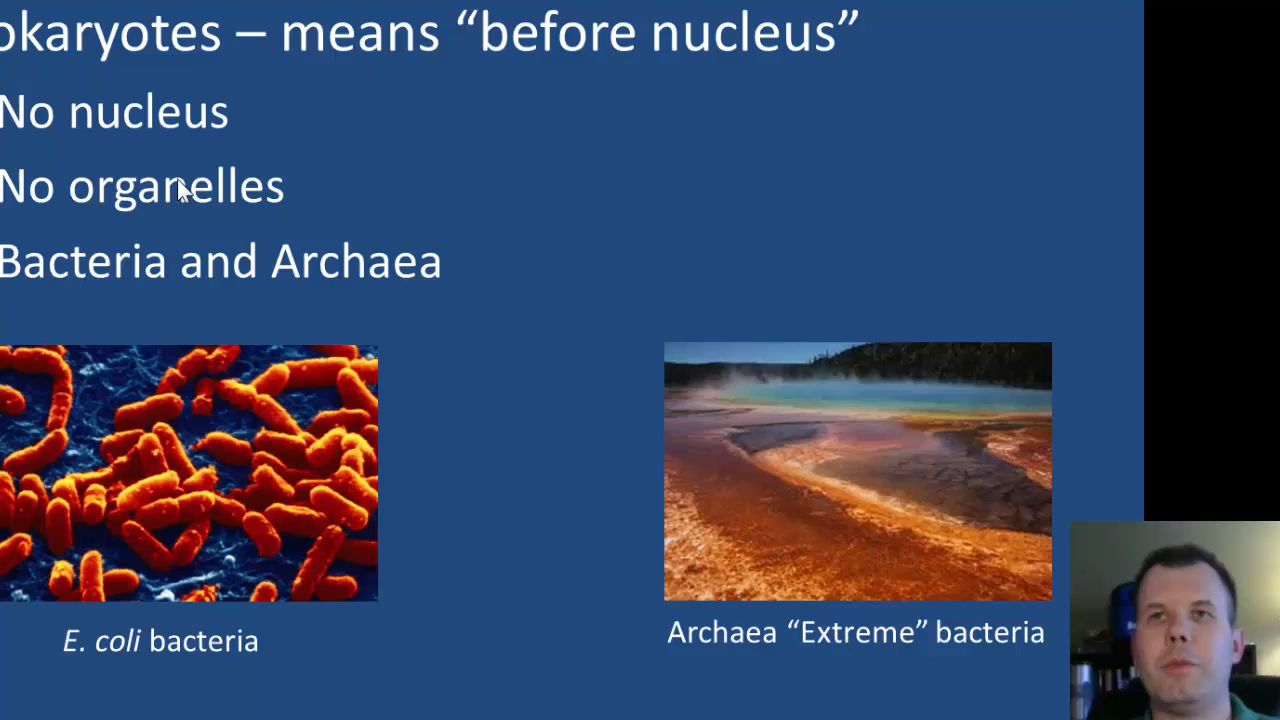 okaryotes – means “before nucleus”
No nucleus
No organelles
Bacteria and Archaea
E. coli bacteria
Archaea “Extreme” bacteria